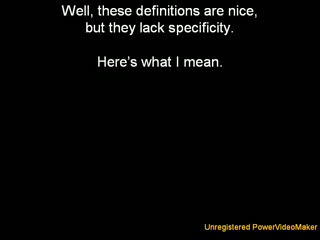 Well, these definitions are nice,
but they lack specificity.
Here's what I mean.
Unregistered PowerVideoMaker